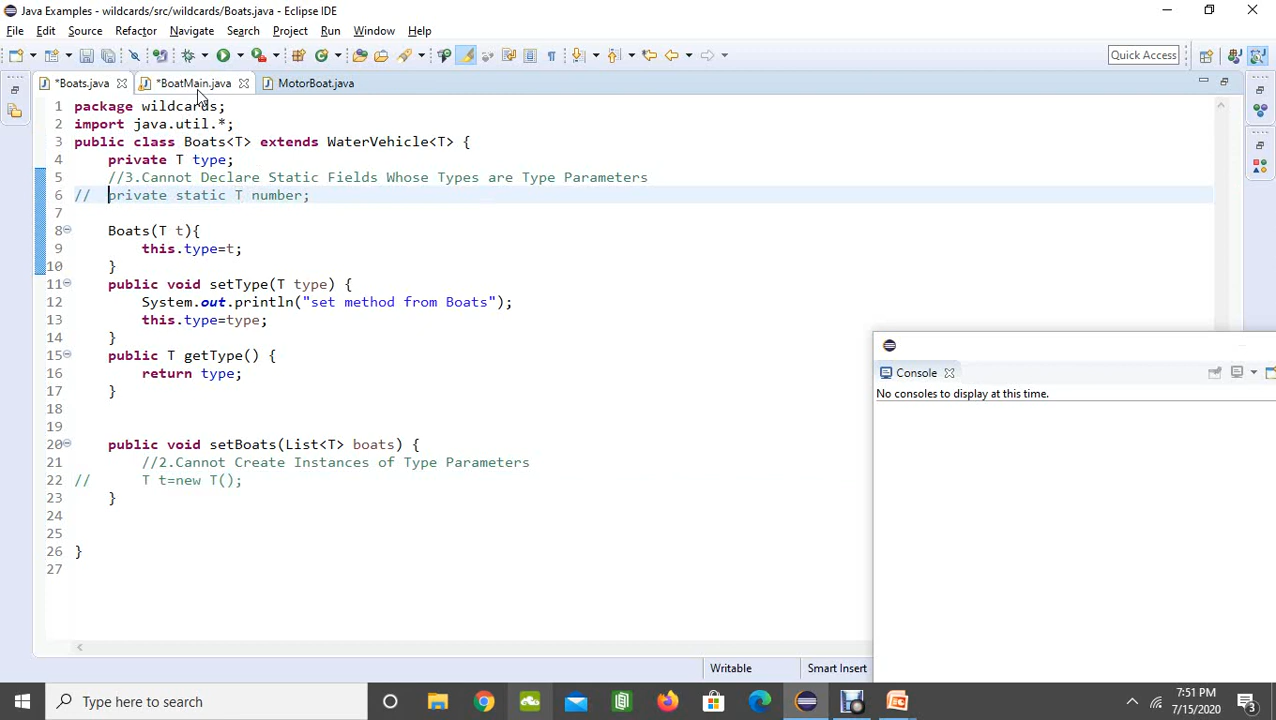 Java Examples - wildcards/src/wildcards/Boats.java - Eclipse IDE
File Edit Source Refactor Navigate Search Project Run Window Help
Quick Access
*Boats.java *BoatMain.java MotorBoat.java
1 package wildcards;
2 import java.util.*;
3 public class Boats<T> extends WaterVehicle<T> {
4 private T type;
5 //3.Cannot Declare Static Fields Whose Types are Type Parameters
6 // private static T number;
7
8 Boats(T t){
9 this.type=t;
10 }
11 public void setType(T type) {
12 System.out.println("set method from Boats");
13 this.type=type;
14 }
15 public T getType() {
16 return type;
17 }
18
19
20 public void setBoats(List<T> boats) {
21 //2.Cannot Create Instances of Type Parameters
22 // T t=new T();
23 }
24
25
26 }
27
Console
No consoles to display at this time.
Writable Smart Insert
Type here to search
7:51 PM
7/15/2020
3